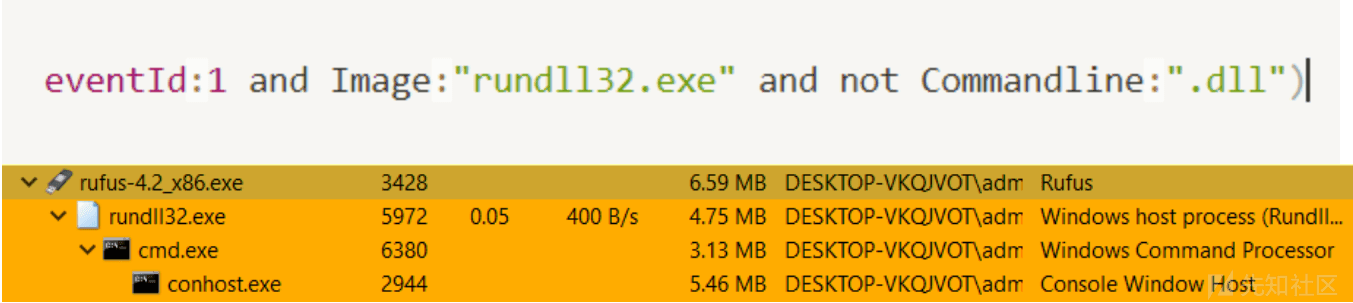 eventId:1 and Image:"rundll32.exe" and not Commandline:".dll")
rufus-4.2_x86.exe 3428 6.59 MB DESKTOP-VKQJVOT\adm Rufus
rundll32.exe 5972 0.05 400 B/s 4.75 MB DESKTOP-VKQJVOT\adm Windows host process (Rundll...
cmd.exe 6380 3.13 MB DESKTOP-VKQJVOT\adm Windows Command Processor
conhost.exe 2944 5.46 MB DESKTOP-VKQJVOT\adm Console Window Host
先知社区